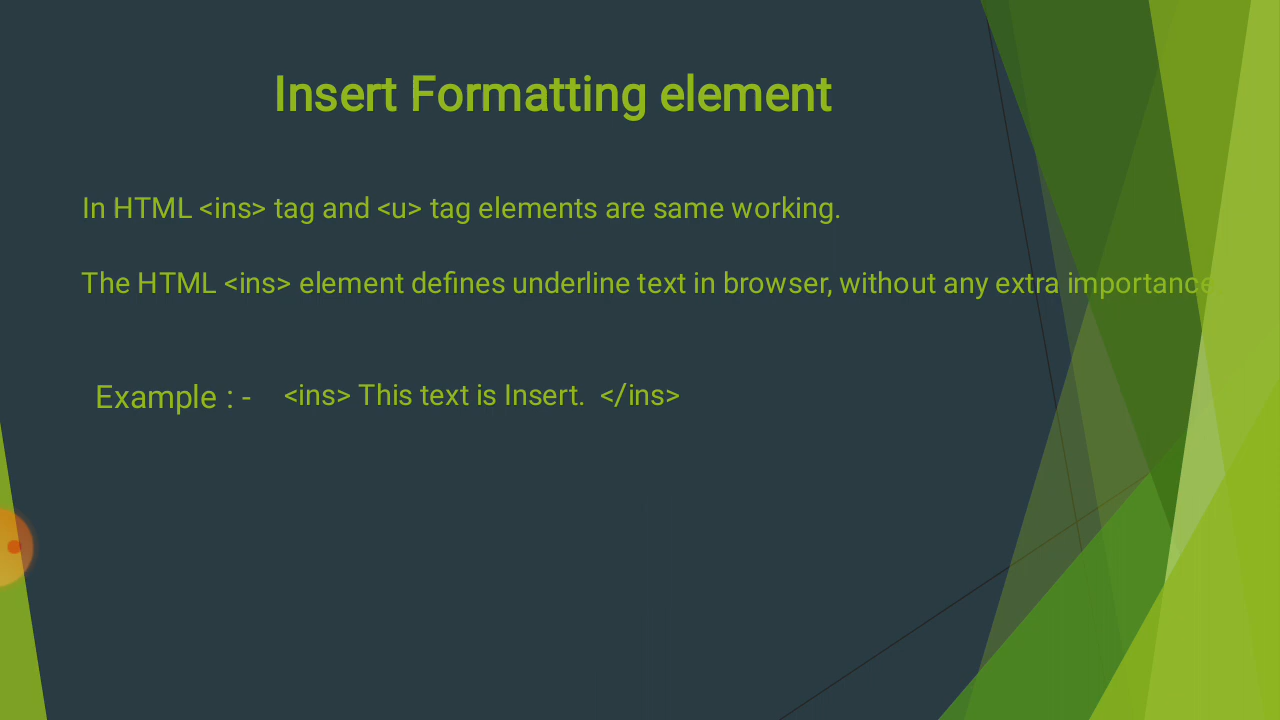 Insert Formatting element
In HTML <ins> tag and <u> tag elements are same working.
The HTML <ins> element defines underline text in browser, without any extra importance.
Example : - <ins> This text is Insert. </ins>